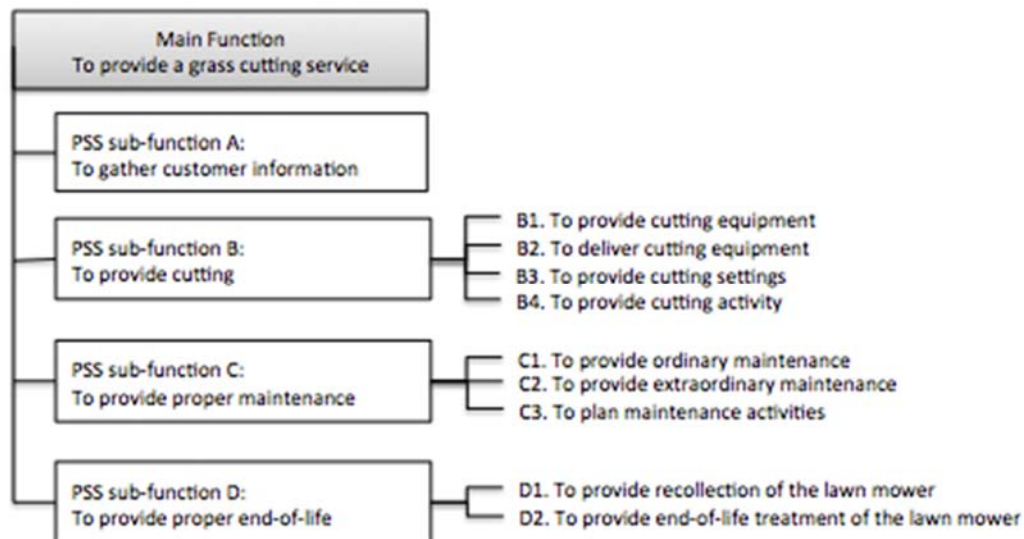 Main Function
To provide a grass cutting service
PSS sub-function A:
To gather customer information
PSS sub-function B:
To provide cutting
B1. To provide cutting equipment
B2. To deliver cutting equipment
B3. To provide cutting settings
B4. To provide cutting activity
PSS sub-function C:
To provide proper maintenance
C1. To provide ordinary maintenance
C2. To provide extraordinary maintenance
C3. To plan maintenance activities
PSS sub-function D:
To provide proper end-of-life
D1. To provide recollection of the lawn mower
D2. To provide end-of-life treatment of the lawn mower